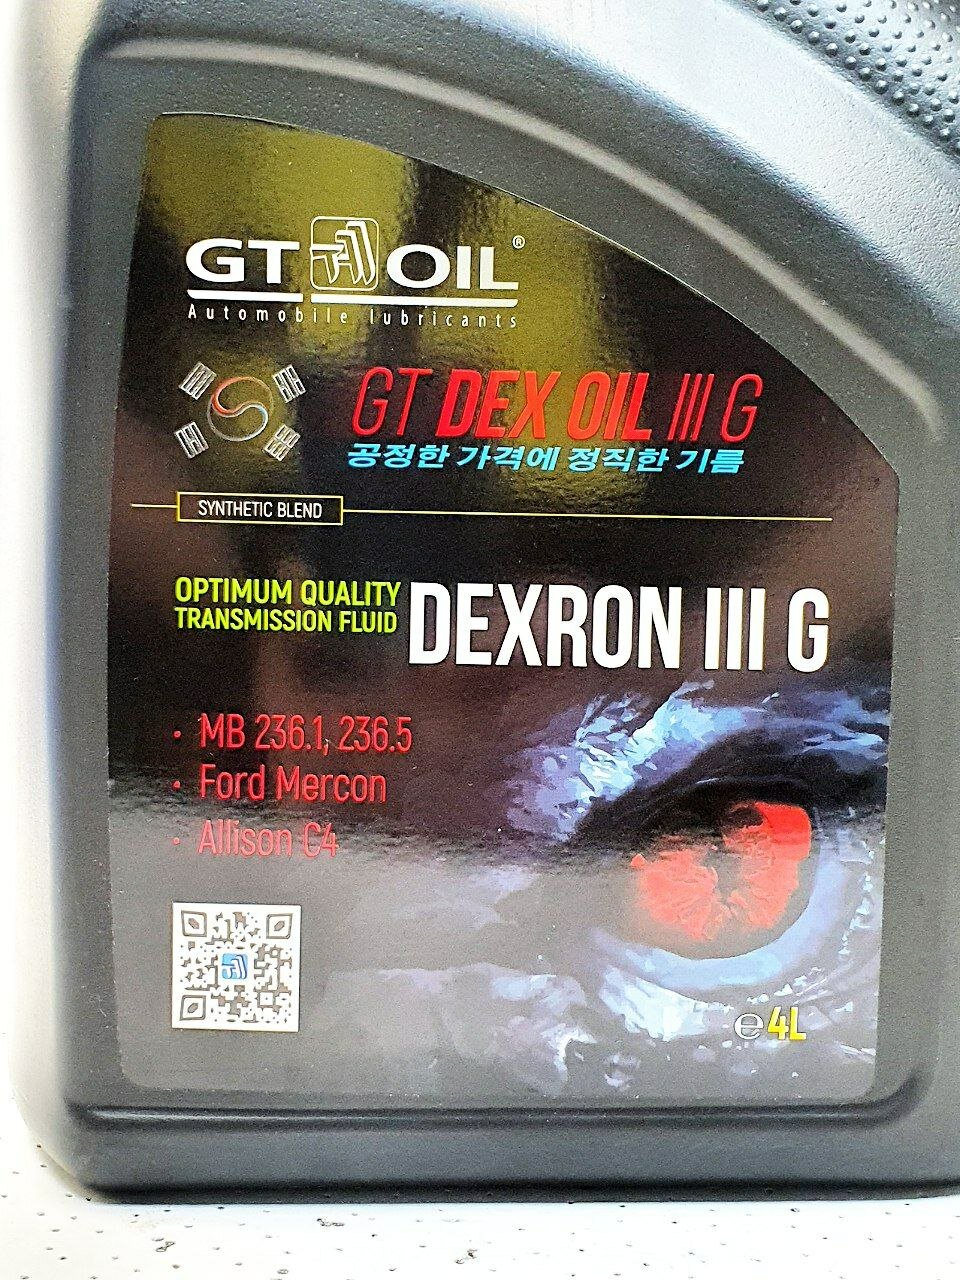 GT OIL®
Automobile lubricants
GT DEX OIL III G
공정한 가격에 정직한 기름
SYNTHETIC BLEND
OPTIMUM QUALITY
TRANSMISSION FLUID
DEXRON III G
· MB 236.1, 236.5
· Ford Mercon
· Allison C4
e4L